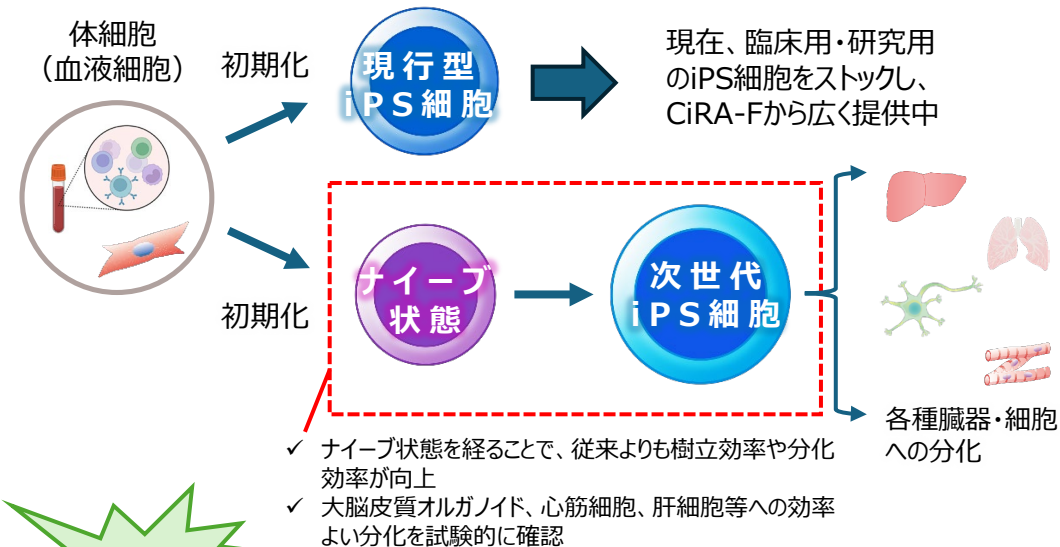 体細胞
（血液細胞）
初期化
現行型
iPS細胞
現在、臨床用・研究用
のiPS細胞をストックし、
CiRA-Fから広く提供中
初期化
ナイーブ
状態
次世代
iPS細胞
各種臓器・細胞
への分化
✓ ナイーブ状態を経ることで、従来よりも樹立効率や分化
効率が向上
✓ 大脳皮質オルガノイド、心筋細胞、肝細胞等への効率
よい分化を試験的に確認